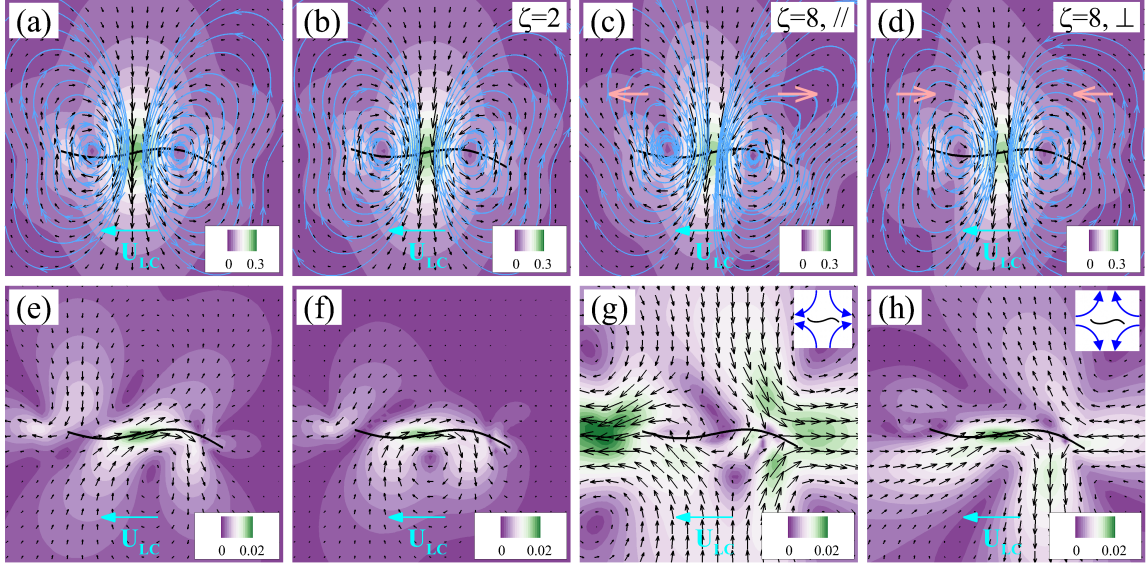 (a)
(b) ζ=2
(c) ζ=8, //
(d) ζ=8, ⊥
U_LC 0 0.3
U_LC 0 0.3
U_LC 0 0.3
U_LC 0 0.3
(e)
(f)
(g)
(h)
U_LC 0 0.02
U_LC 0 0.02
U_LC 0 0.02
U_LC 0 0.02